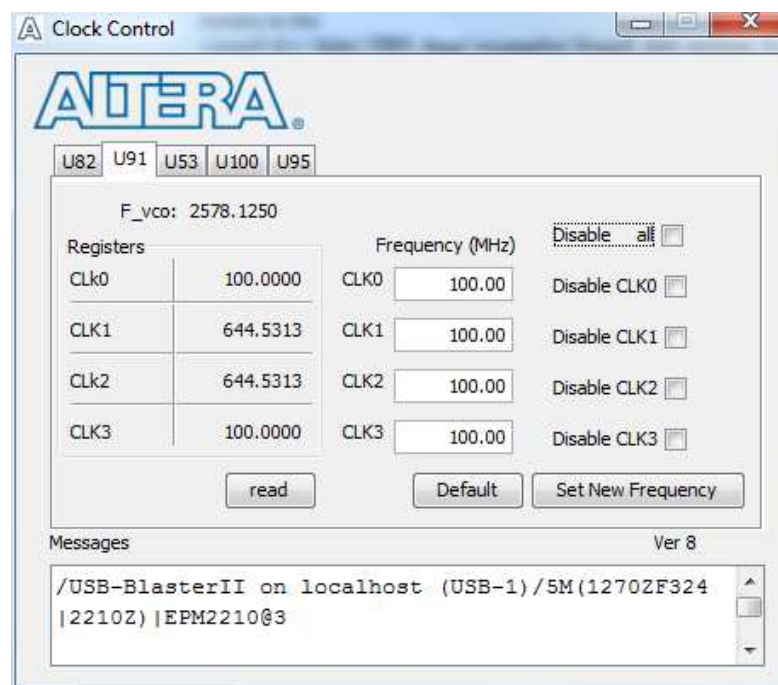 Clock Control
ALTERA®
U82 U91 U53 U100 U95
F_vco: 2578.1250
Registers
Frequency (MHz)
Disable all
CLk0 100.0000 CLK0 100.00 Disable CLK0
CLK1 644.5313 CLK1 100.00 Disable CLK1
CLk2 644.5313 CLK2 100.00 Disable CLK2
CLK3 100.0000 CLK3 100.00 Disable CLK3
read Default Set New Frequency
Messages Ver 8
/USB-BlasterII on localhost (USB-1)/5M(1270ZF324
|2210Z)|EPM2210@3